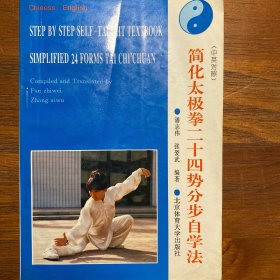 Chinese - English
STEP BY STEP SELF-TAUGHT TEXTBOOK
SIMPLIFIED 24 FORMS TAI CHI CHUAN
Compiled and Translated by
Pan zhiwei
Zhang aiwu
(中英对照)
简化太极拳二十四势分步自学法
潘志伟 张爱武 编著
北京体育大学出版社